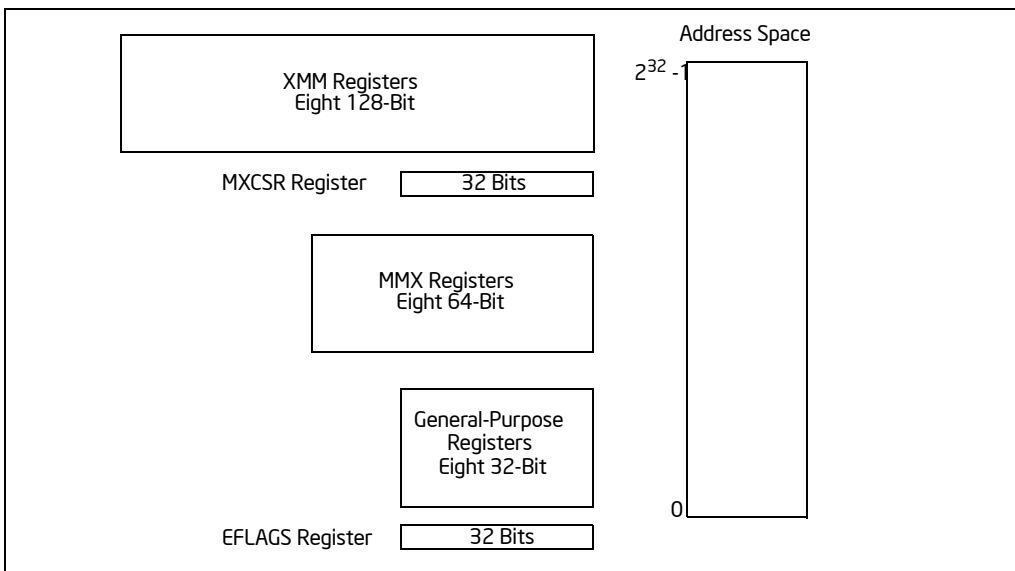 Address Space
2³² -1
XMM Registers
Eight 128-Bit
MXCSR Register
32 Bits
MMX Registers
Eight 64-Bit
General-Purpose
Registers
Eight 32-Bit
0
EFLAGS Register
32 Bits